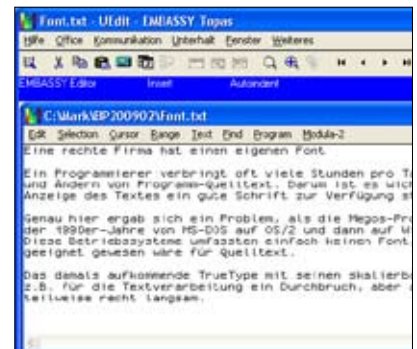 Font.txt - UEdit - EMBASSY Topas
Hilfe Office Kommunikation Unterhalt Fenster Weiteres
EMBASSY Editor Insert Autoindent
C:\Mark\BP200902\Font.txt
Edit Selection Cursor Range Text Find Program Modula-2
Eine rechte Firma hat einen eigenen Font
Ein Programmierer verbringt oft viele Stunden pro Ta
und Ändern von Programm-Quelltext. Darum ist es wich
Anzeige des Textes ein gute Schrift zur Verfügung st
Genau hier ergab sich ein Problem, als die Megos-Pro
der 1990er-Jahre von MS-DOS auf OS/2 und dann auf W
Diese Betriebssysteme umfassten einfach keinen Font,
geeignet gewesen wäre für Quelltext.
Das damals aufkommende TrueType mit seinen skalierb
z.B. für die Textverarbeitung ein Durchbruch, aber
teilweise recht langsam.